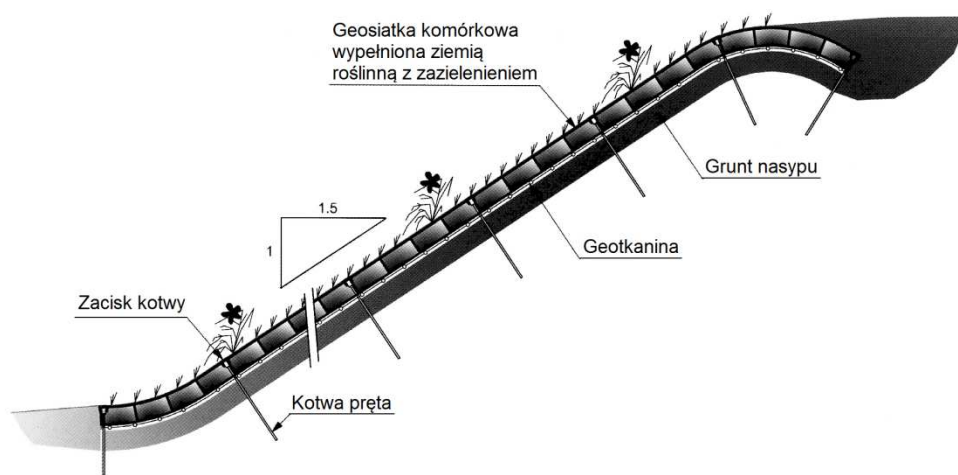 Geosiatka komórkowa
wypełniona ziemią
roślinną z zazielenieniem
Grunt nasypu
1.5
1
Geotkanina
Zacisk kotwy
Kotwa pręta